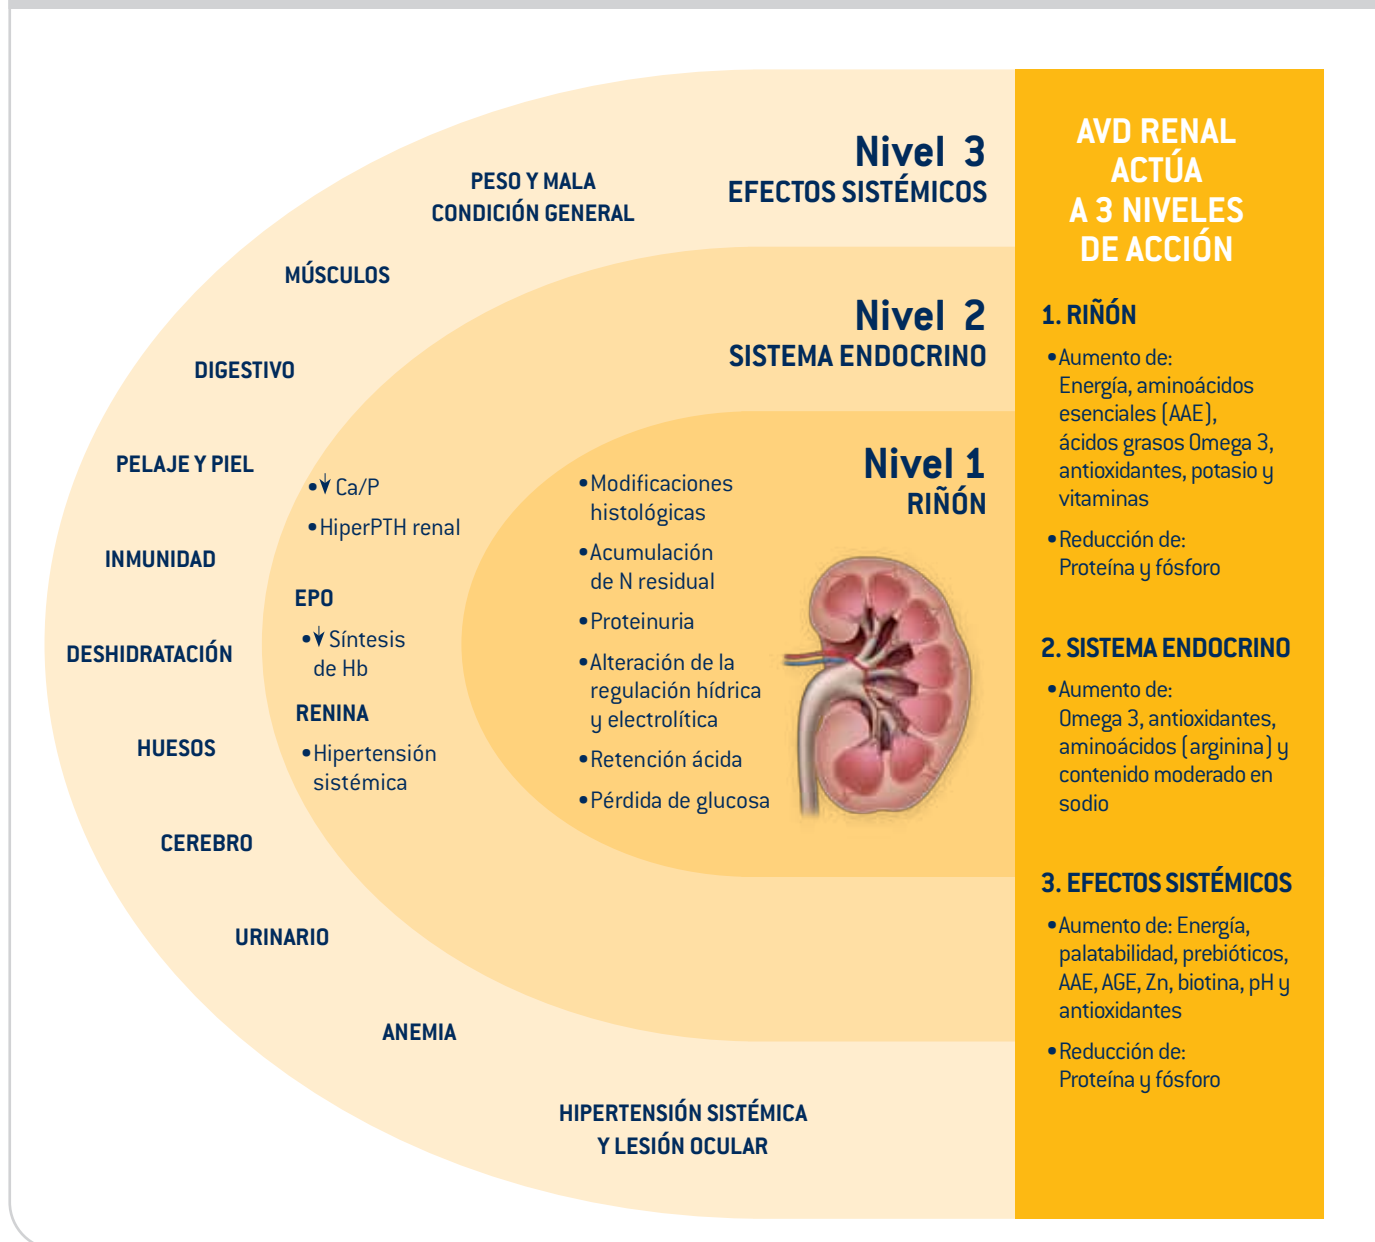 Nivel 3
EFECTOS SISTÉMICOS
PESO Y MALA
CONDICIÓN GENERAL
MÚSCULOS
DIGESTIVO
PELAJE Y PIEL
INMUNIDAD
DESHIDRATACIÓN
HUESOS
CEREBRO
URINARIO
ANEMIA
HIPERTENSIÓN SISTÉMICA
Y LESIÓN OCULAR
Nivel 2
SISTEMA ENDOCRINO
•↓ Ca/P
•HiperPTH renal
EPO
•↓ Síntesis
de Hb
RENINA
•Hipertensión
sistémica
Nivel 1
RIÑÓN
•Modificaciones
histológicas
•Acumulación
de N residual
•Proteinuria
•Alteración de la
regulación hídrica
y electrolítica
•Retención ácida
•Pérdida de glucosa
AVD RENAL
ACTÚA
A 3 NIVELES
DE ACCIÓN
1. RIÑÓN
•Aumento de:
Energía, aminoácidos
esenciales (AAE),
ácidos grasos Omega 3,
antioxidantes, potasio y
vitaminas
•Reducción de:
Proteína y fósforo
2. SISTEMA ENDOCRINO
•Aumento de:
Omega 3, antioxidantes,
aminoácidos (arginina) y
contenido moderado en
sodio
3. EFECTOS SISTÉMICOS
•Aumento de: Energía,
palatabilidad, prebióticos,
AAE, AGE, Zn, biotina, pH y
antioxidantes
•Reducción de:
Proteína y fósforo